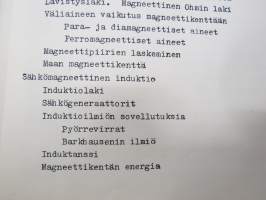 Lävistyslaki. Magneettinen Ohmin laki
Väliaineen vaikutus magneettikenttään
Para- ja diamagneettiset aineet
Ferromagneettiset aineet
Magneettipiirien laskeminen
Maan magneettikenttä
Sähkömagneettinen induktio
Induktiolaki
Sähkögeneraattorit
Induktioilmiön sovellutuksia
Pyörrevirrat
Barkhausenin ilmiö
Induktanssi
Magneettikentän energia